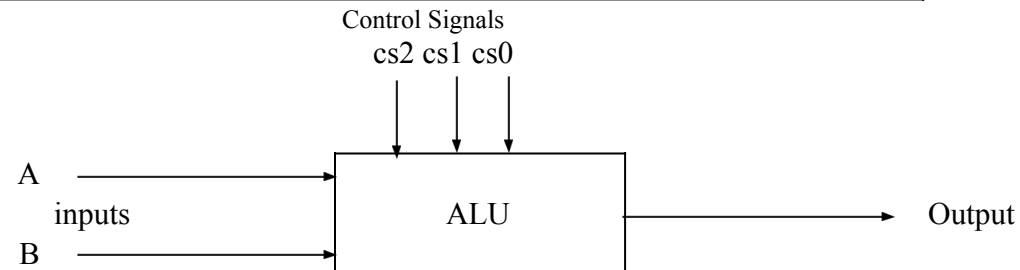 Control Signals
cs2 cs1 cs0
A
inputs
ALU
Output
B